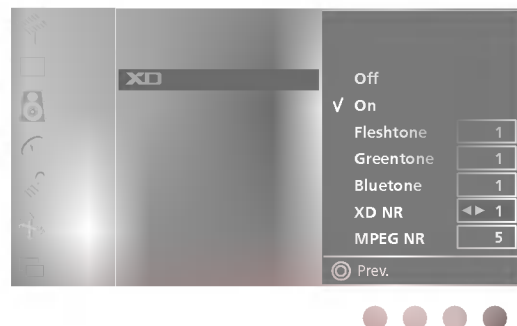 XD
Off
√ On
Fleshtone 1
Greentone 1
Bluetone 1
XD NR ◀▶ 1
MPEG NR 5
Prev.